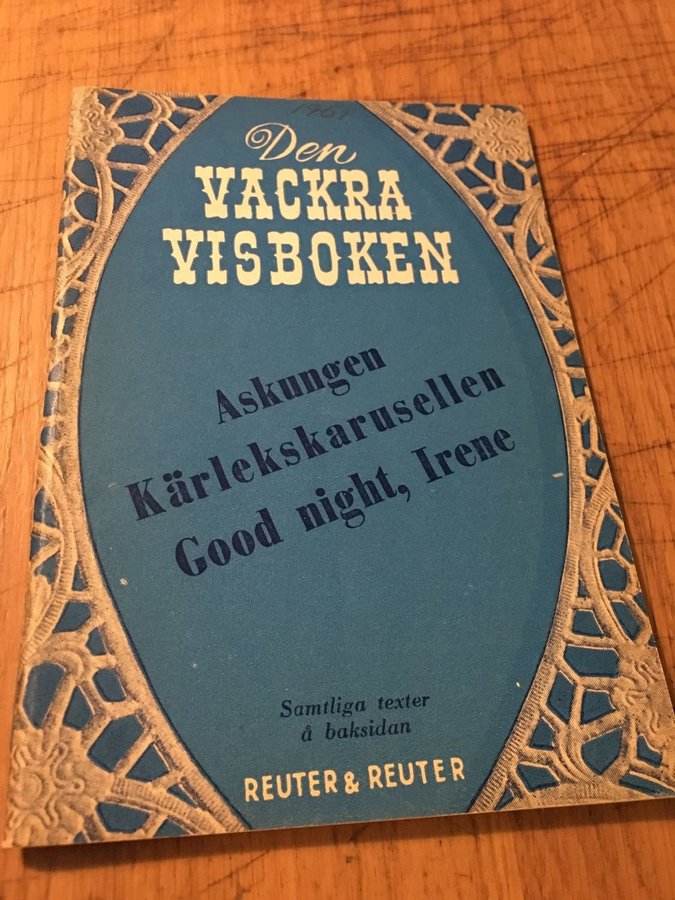 Den
VACKRA
VISBOKEN
Askungen
Kärlekskarusellen
Good night, Irene
Samtliga texter
å baksidan
REUTER & REUTER